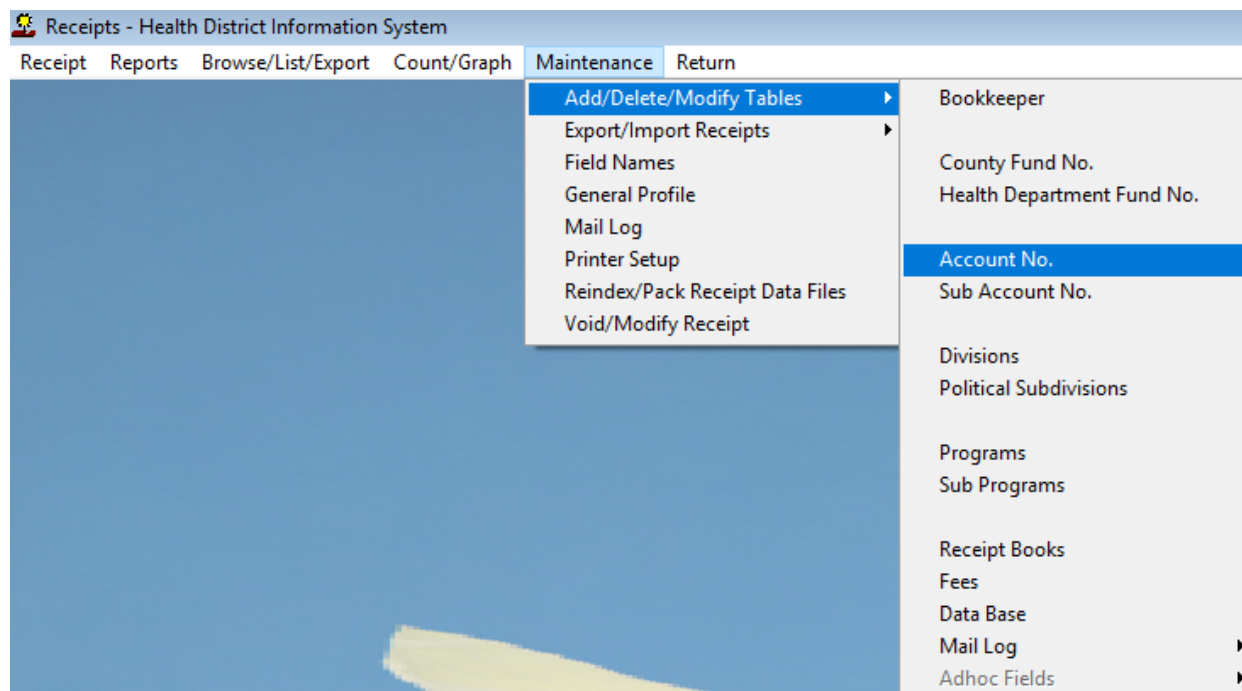 Receipts - Health District Information System
Receipt Reports Browse/List/Export Count/Graph Maintenance Return
Add/Delete/Modify Tables
Export/Import Receipts
Field Names
General Profile
Mail Log
Printer Setup
Reindex/Pack Receipt Data Files
Void/Modify Receipt
Bookkeeper
County Fund No.
Health Department Fund No.
Account No.
Sub Account No.
Divisions
Political Subdivisions
Programs
Sub Programs
Receipt Books
Fees
Data Base
Mail Log
Adhoc Fields